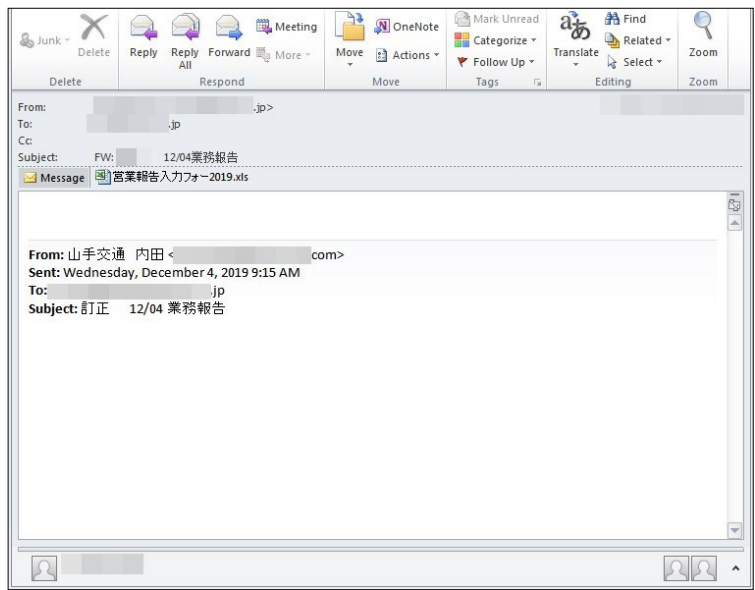 Junk
Delete
Reply
Reply All
Forward
Meeting
More
Move
OneNote
Actions
Mark Unread
Categorize
Follow Up
Translate
Find
Related
Select
Zoom
Delete
Respond
Move
Tags
Editing
Zoom
From: .jp>
To: .jp
Cc:
Subject: FW: 12/04業務報告
Message 営業報告入力フォー2019.xls
From: 山手交通 内田 < com>
Sent: Wednesday, December 4, 2019 9:15 AM
To: .jp
Subject: 訂正 12/04 業務報告